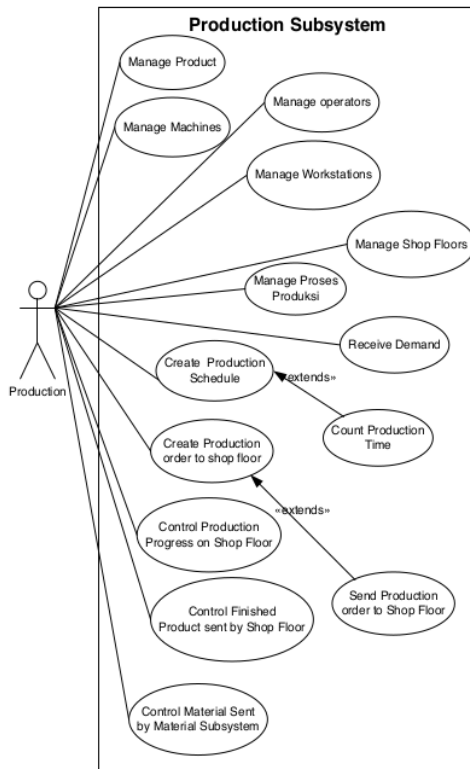 Production Subsystem
Manage Product
Manage operators
Manage Machines
Manage Workstations
Manage Shop Floors
Manage Proses
Produksi
Receive Demand
Production
Create Production
Schedule
«extends»
Count Production
Time
Create Production
order to shop floor
«extends»
Control Production
Progress on Shop Floor
Send Production
order to Shop Floor
Control Finished
Product sent by Shop Floor
Control Material Sent
by Material Subsystem